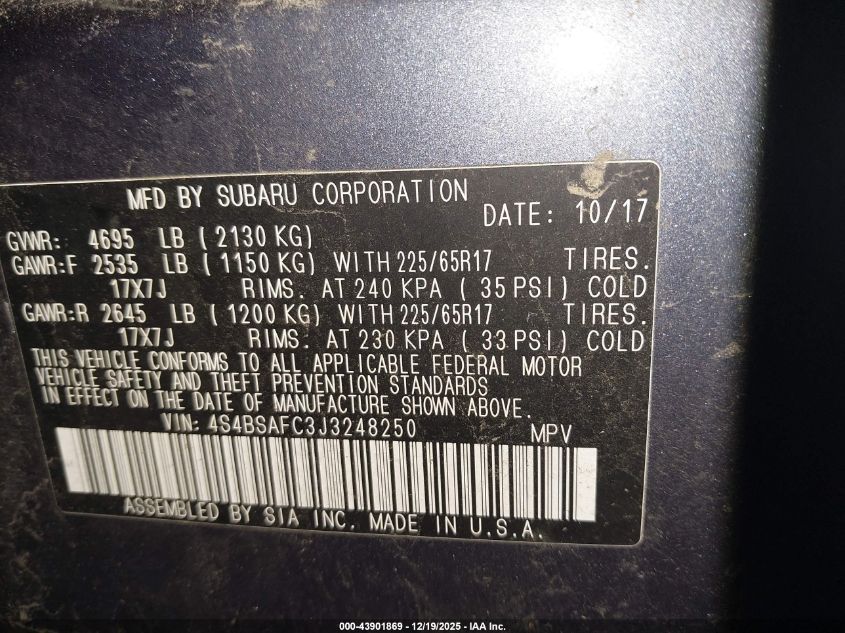 MFD BY SUBARU CORPORATION
DATE: 10/17
GVWR: 4695 LB ( 2130 KG)
GAWR:F 2535 LB ( 1150 KG) WITH 225/65R17 TIRES.
17X7J RIMS. AT 240 KPA ( 35 PSI) COLD
GAWR:R 2645 LB ( 1200 KG) WITH 225/65R17 TIRES.
17X7J RIMS. AT 230 KPA ( 33 PSI) COLD
THIS VEHICLE CONFORMS TO ALL APPLICABLE FEDERAL MOTOR
VEHICLE SAFETY AND THEFT PREVENTION STANDARDS
IN EFFECT ON THE DATE OF MANUFACTURE SHOWN ABOVE.
VIN: 4S4BSAFC3J3248250 MPV
ASSEMBLED BY SIA INC. MADE IN U.S.A.
000-43901869 - 12/19/2025 - IAA Inc.